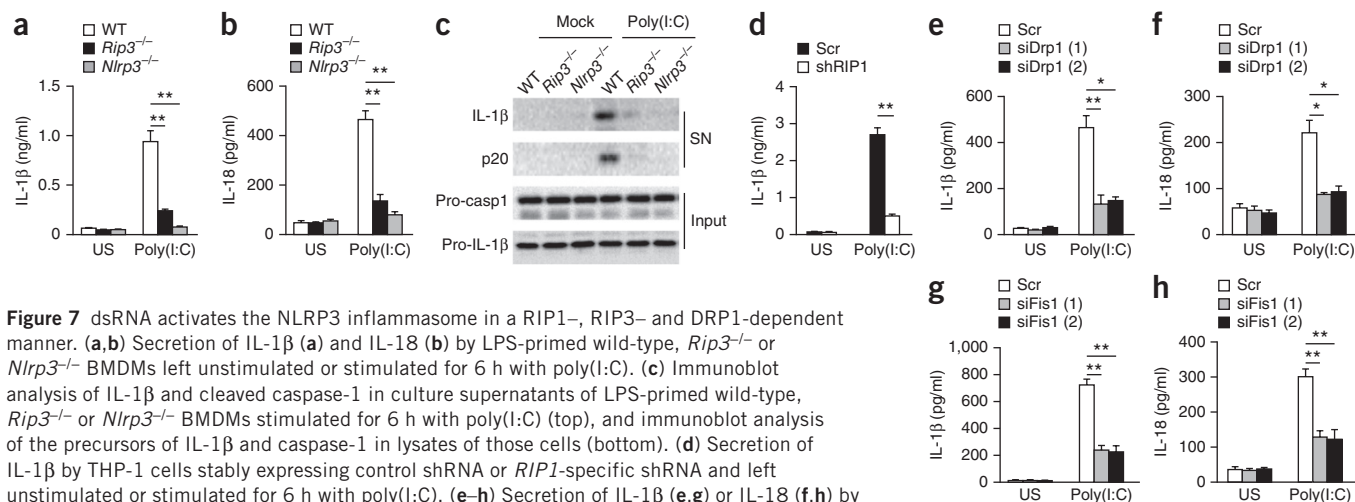 a
WT
Rip3–/–
Nlrp3–/–
IL-1β (ng/ml)
1.5
1.0
0.5
0
**
**
US
Poly(I:C)
b
WT
Rip3–/–
Nlrp3–/–
IL-18 (pg/ml)
600
400
200
0
**
**
US
Poly(I:C)
c
Mock
Poly(I:C)
WT
Rip3–/–
Nlrp3–/–
WT
Rip3–/–
Nlrp3–/–
IL-1β
p20
SN
Pro-casp1
Pro-IL-1β
Input
d
Scr
shRIP1
IL-1β (ng/ml)
4
3
2
1
0
**
US
Poly(I:C)
e
Scr
siDrp1 (1)
siDrp1 (2)
IL-1β (pg/ml)
600
400
200
0
*
**
US
Poly(I:C)
f
Scr
siDrp1 (1)
siDrp1 (2)
IL-18 (pg/ml)
300
200
100
0
*
*
US
Poly(I:C)
g
Scr
siFis1 (1)
siFis1 (2)
IL-1β (pg/ml)
1,000
800
600
400
200
0
**
**
US
Poly(I:C)
h
Scr
siFis1 (1)
siFis1 (2)
IL-18 (pg/ml)
400
300
200
100
0
**
**
US
Poly(I:C)
Figure 7 dsRNA activates the NLRP3 inflammasome in a RIP1–, RIP3– and DRP1-dependent
manner. (a,b) Secretion of IL-1β (a) and IL-18 (b) by LPS-primed wild-type, Rip3–/– or
Nlrp3–/– BMDMs left unstimulated or stimulated for 6 h with poly(I:C). (c) Immunoblot
analysis of IL-1β and cleaved caspase-1 in culture supernatants of LPS-primed wild-type,
Rip3–/– or Nlrp3–/– BMDMs stimulated for 6 h with poly(I:C) (top), and immunoblot analysis
of the precursors of IL-1β and caspase-1 in lysates of those cells (bottom). (d) Secretion of
IL-1β by THP-1 cells stably expressing control shRNA or RIP1-specific shRNA and left
unstimulated or stimulated for 6 h with poly(I:C). (e–h) Secretion of IL-1β (e,g) or IL-18 (f,h) by